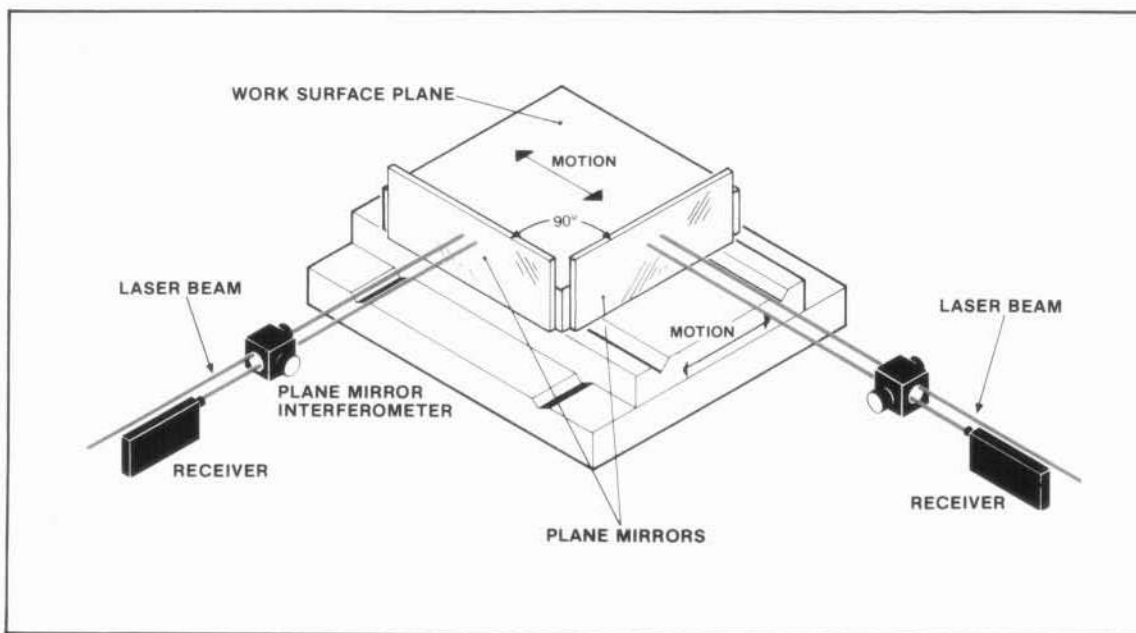 WORK SURFACE PLANE
MOTION
90°
LASER BEAM
LASER BEAM
MOTION
PLANE MIRROR
INTERFEROMETER
RECEIVER
RECEIVER
PLANE MIRRORS